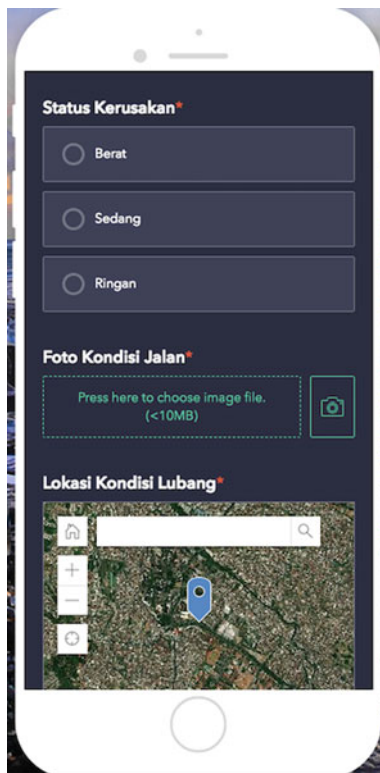 Status Kerusakan*
Berat
Sedang
Ringan
Foto Kondisi Jalan*
Press here to choose image file.
(<10MB)
Lokasi Kondisi Lubang*